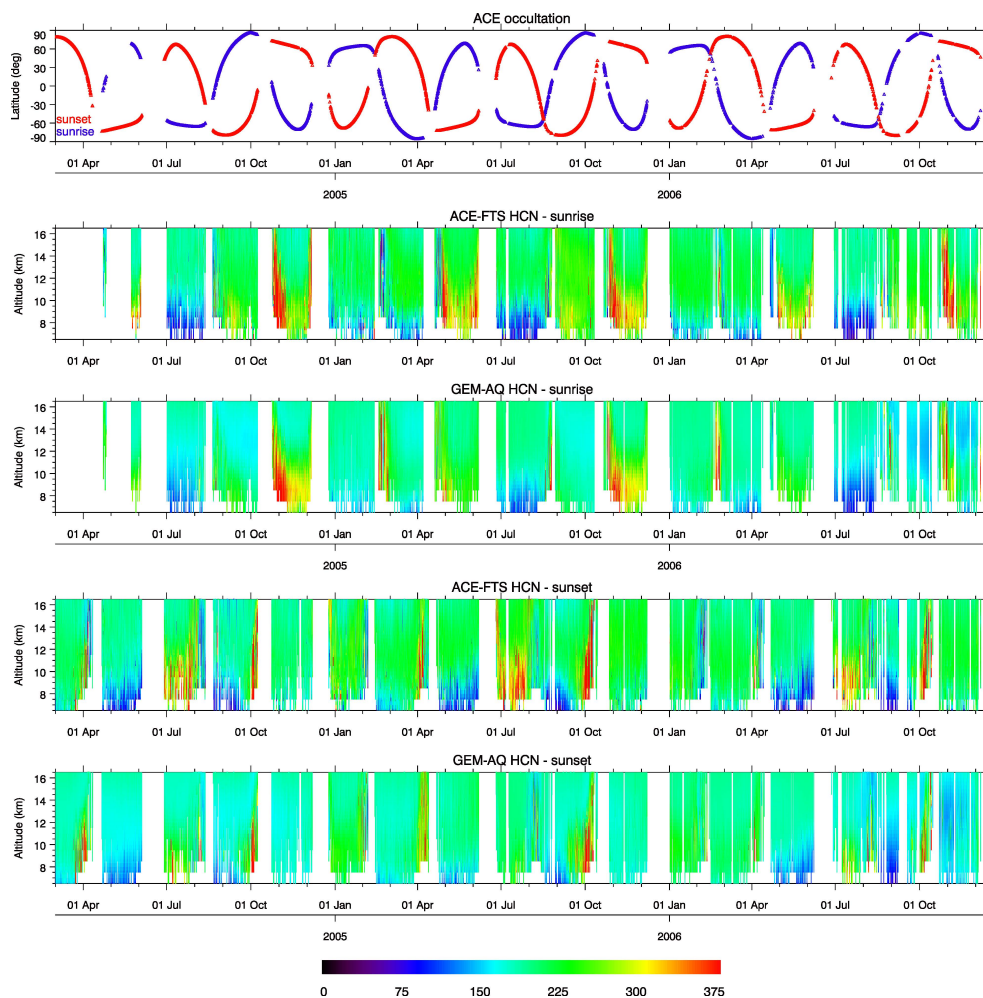 ACE occultation
Latitude (deg)
90
60
30
0
-30
-60
-90
sunset
sunrise
01 Apr 01 Jul 01 Oct 01 Jan 01 Apr 01 Jul 01 Oct 01 Jan 01 Apr 01 Jul 01 Oct
2005 2006
ACE-FTS HCN - sunrise
Altitude (km)
16
14
12
10
8
01 Apr 01 Jul 01 Oct 01 Jan 01 Apr 01 Jul 01 Oct 01 Jan 01 Apr 01 Jul 01 Oct
GEM-AQ HCN - sunrise
Altitude (km)
16
14
12
10
8
01 Apr 01 Jul 01 Oct 01 Jan 01 Apr 01 Jul 01 Oct 01 Jan 01 Apr 01 Jul 01 Oct
2005 2006
ACE-FTS HCN - sunset
Altitude (km)
16
14
12
10
8
01 Apr 01 Jul 01 Oct 01 Jan 01 Apr 01 Jul 01 Oct 01 Jan 01 Apr 01 Jul 01 Oct
GEM-AQ HCN - sunset
Altitude (km)
16
14
12
10
8
01 Apr 01 Jul 01 Oct 01 Jan 01 Apr 01 Jul 01 Oct 01 Jan 01 Apr 01 Jul 01 Oct
2005 2006
0 75 150 225 300 375